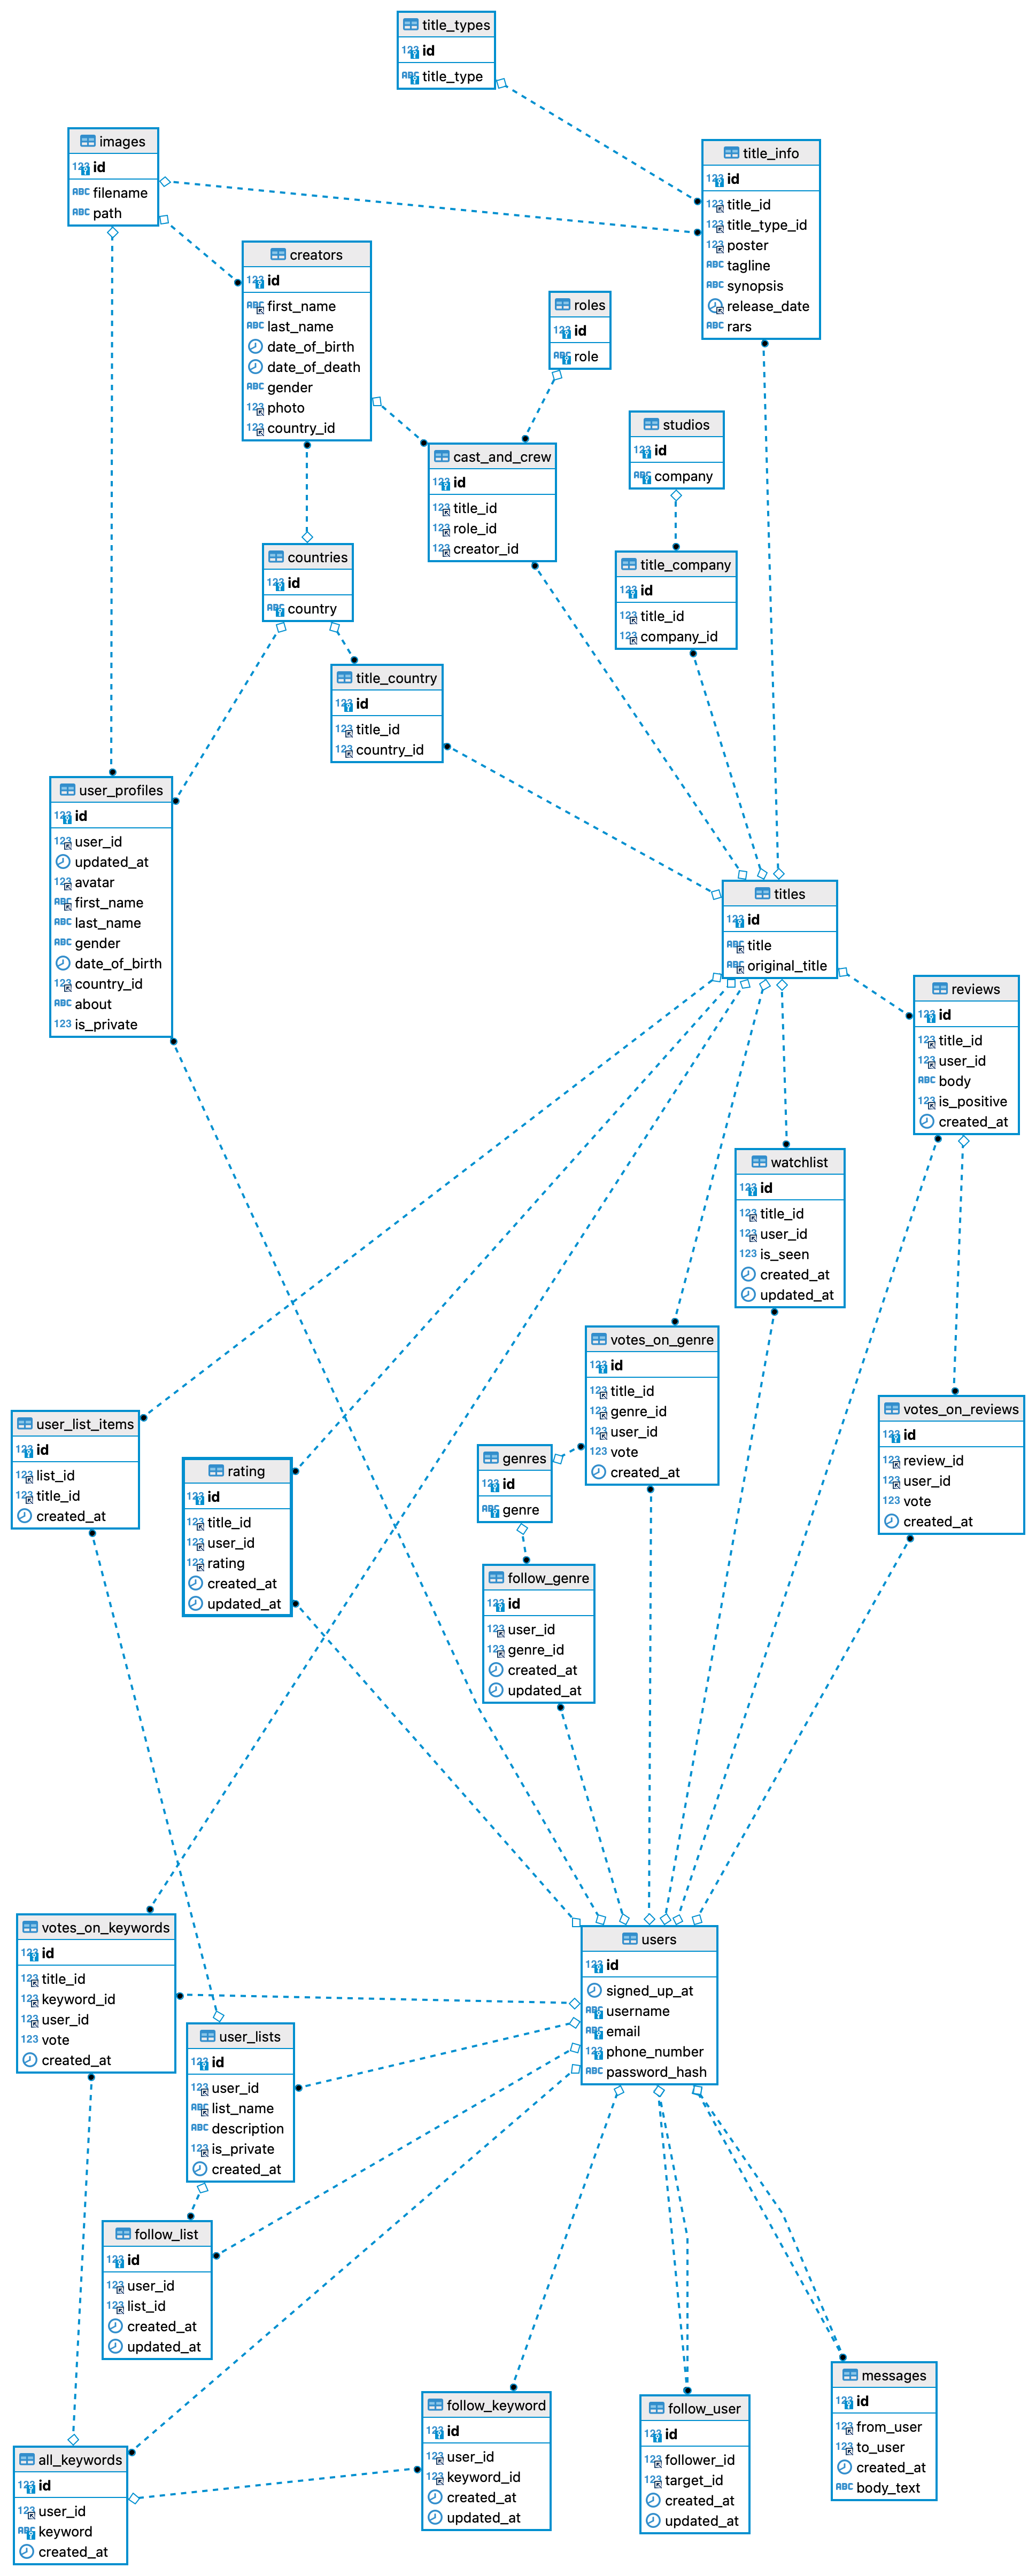 title_types
id
title_type
images
id
filename
path
title_info
id
title_id
title_type_id
poster
tagline
synopsis
release_date
rars
creators
id
first_name
last_name
date_of_birth
date_of_death
gender
photo
country_id
roles
id
role
studios
id
company
cast_and_crew
id
title_id
role_id
creator_id
countries
id
country
title_company
id
title_id
company_id
title_country
id
title_id
country_id
user_profiles
id
user_id
updated_at
avatar
first_name
last_name
gender
date_of_birth
country_id
about
is_private
titles
id
title
original_title
reviews
id
title_id
user_id
body
is_positive
created_at
watchlist
id
title_id
user_id
is_seen
created_at
updated_at
votes_on_genre
id
title_id
genre_id
user_id
vote
created_at
votes_on_reviews
id
review_id
user_id
vote
created_at
user_list_items
id
list_id
title_id
created_at
rating
id
title_id
user_id
rating
created_at
updated_at
genres
id
genre
follow_genre
id
user_id
genre_id
created_at
updated_at
votes_on_keywords
id
title_id
keyword_id
user_id
vote
created_at
users
id
signed_up_at
username
email
phone_number
password_hash
user_lists
id
user_id
list_name
description
is_private
created_at
follow_list
id
user_id
list_id
created_at
updated_at
all_keywords
id
user_id
keyword
created_at
follow_keyword
id
user_id
keyword_id
created_at
updated_at
follow_user
id
follower_id
target_id
created_at
updated_at
messages
id
from_user
to_user
created_at
body_text